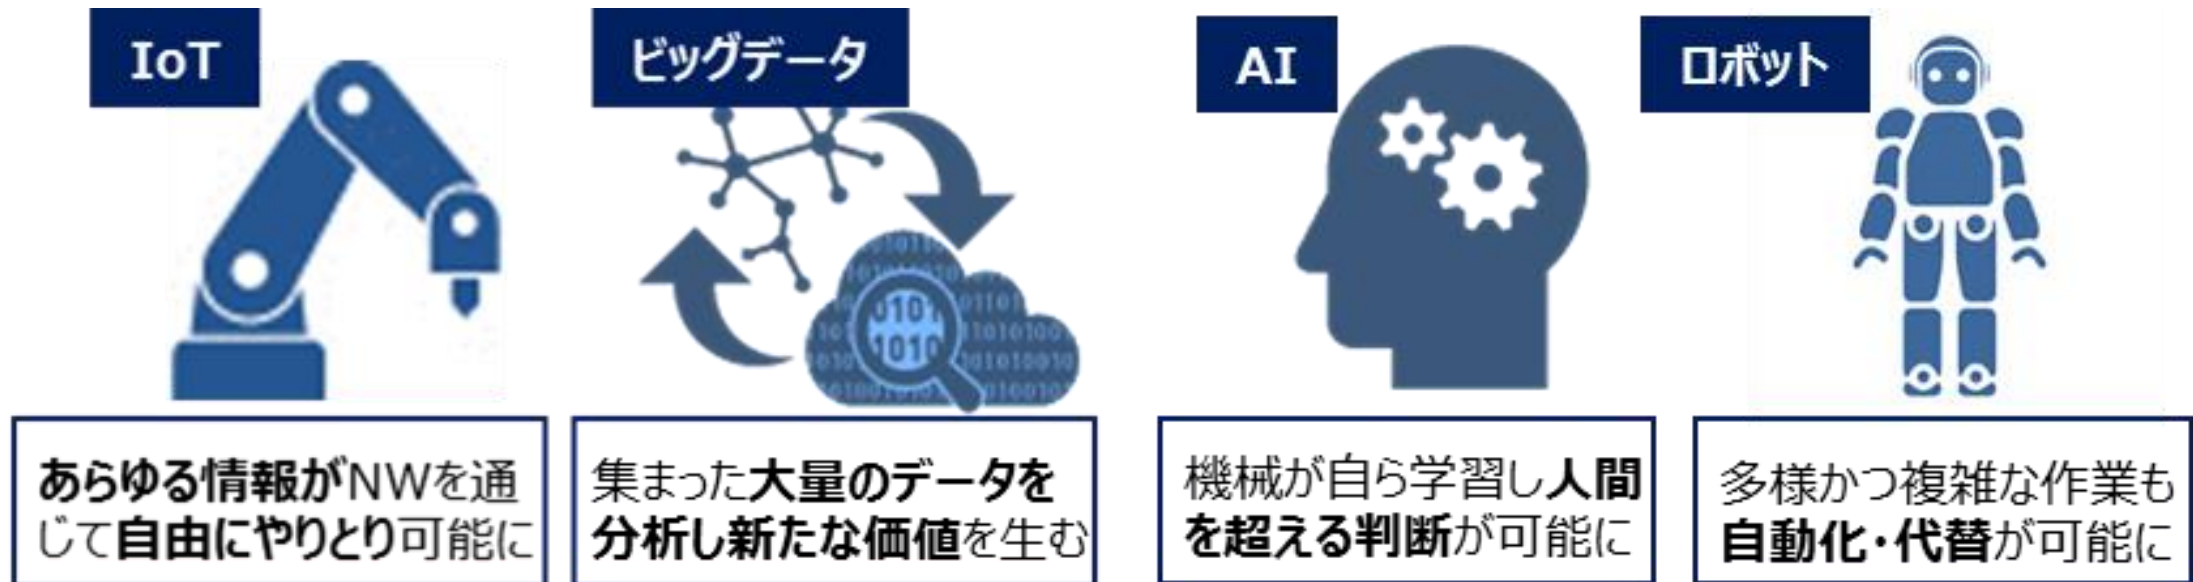 IoT
あらゆる情報がNWを通
じて自由にやりとり可能に
ビッグデータ
集まった大量のデータを
分析し新たな価値を生む
0101
1010
AI
機械が自ら学習し人間
を超える判断が可能に
ロボット
多様かつ複雑な作業も
自動化・代替が可能に